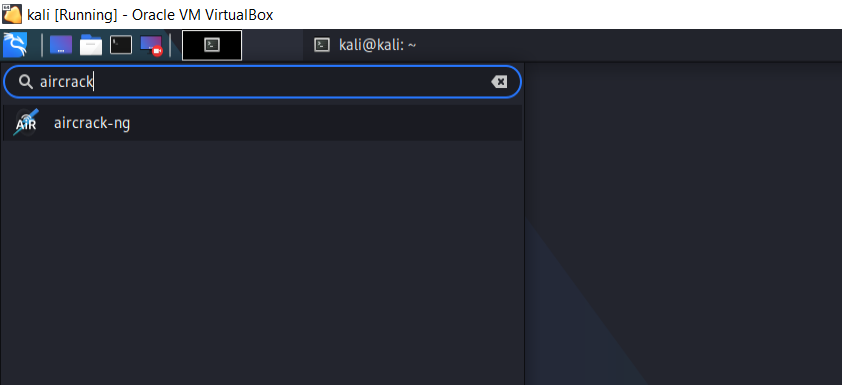 kali [Running] - Oracle VM VirtualBox
kali@kali: ~
aircrack
AIR
aircrack-ng